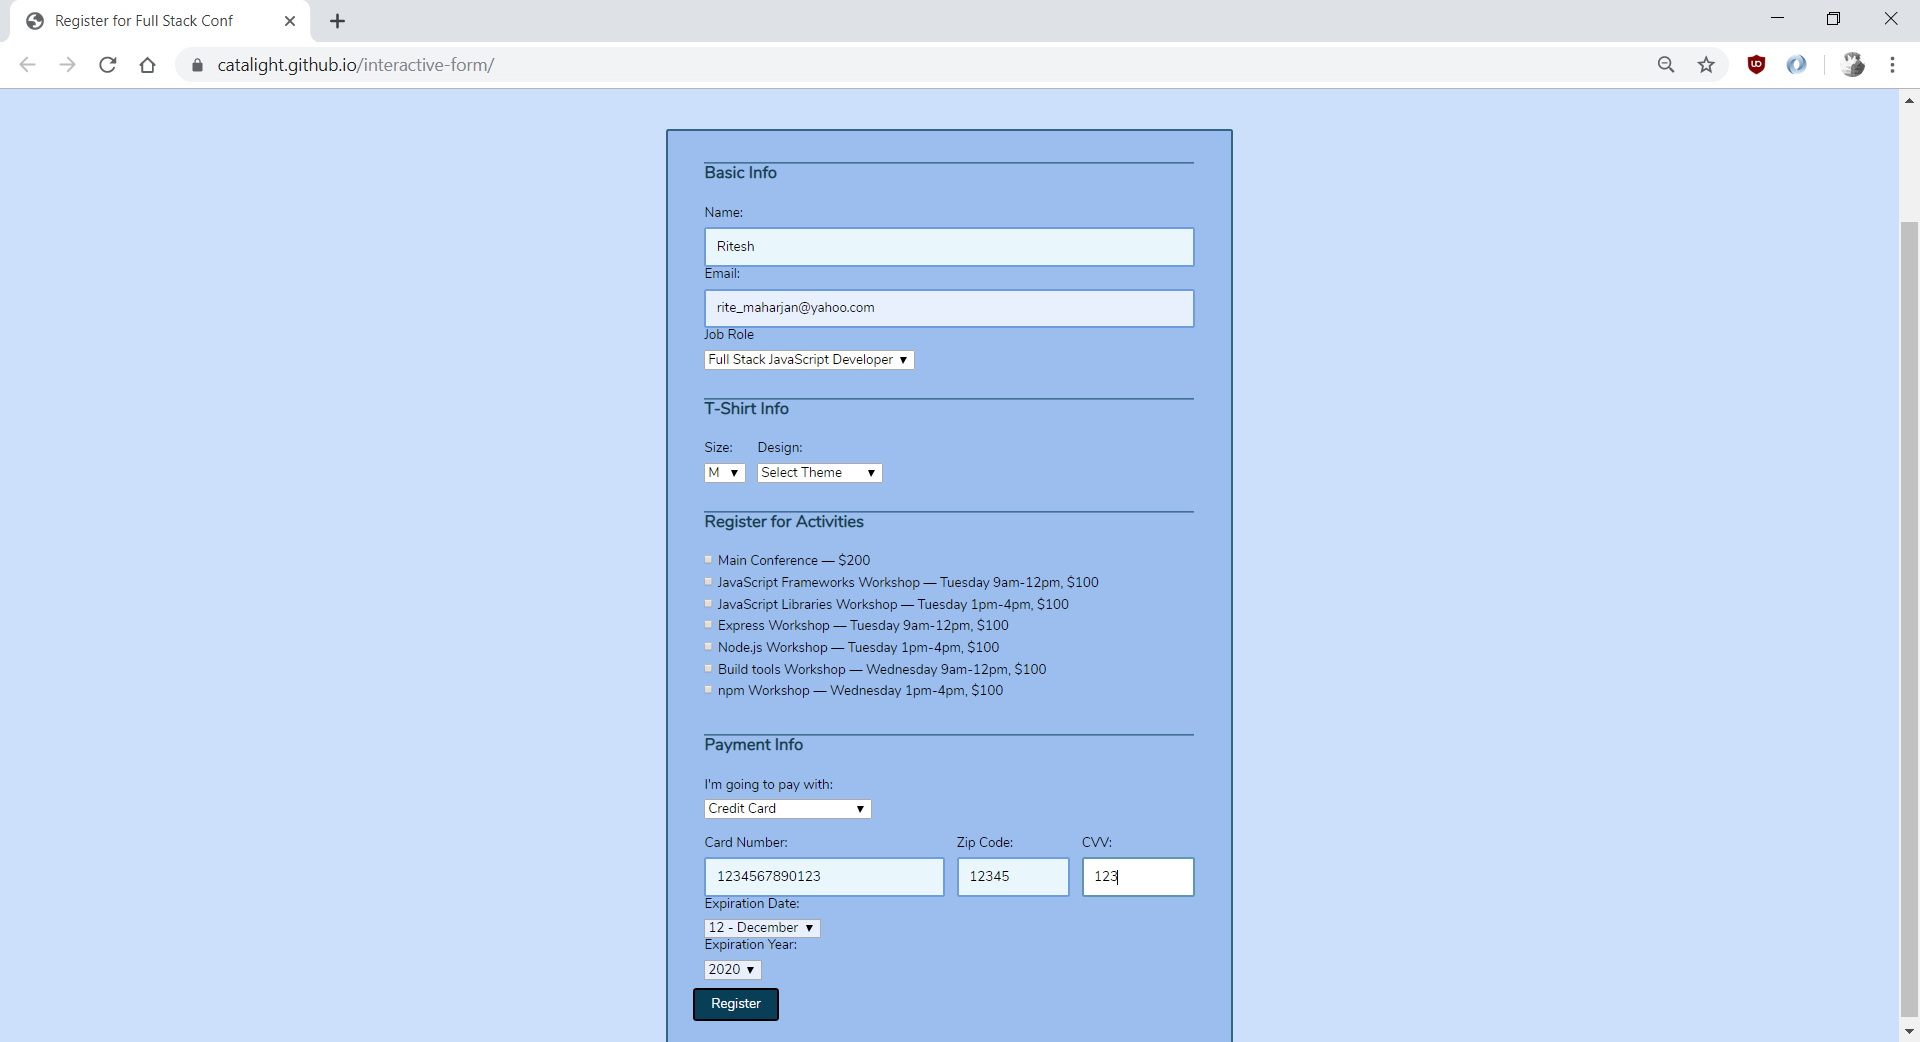 Register for Full Stack Conf
catalight.github.io/interactive-form/
Basic Info
Name:
Ritesh
Email:
rite_maharjan@yahoo.com
Job Role
Full Stack JavaScript Developer
T-Shirt Info
Size: Design:
M Select Theme
Register for Activities
Main Conference — $200
JavaScript Frameworks Workshop — Tuesday 9am-12pm, $100
JavaScript Libraries Workshop — Tuesday 1pm-4pm, $100
Express Workshop — Tuesday 9am-12pm, $100
Node.js Workshop — Tuesday 1pm-4pm, $100
Build tools Workshop — Wednesday 9am-12pm, $100
npm Workshop — Wednesday 1pm-4pm, $100
Payment Info
I'm going to pay with:
Credit Card
Card Number: Zip Code: CVV:
1234567890123 12345 123
Expiration Date:
12 - December
Expiration Year:
2020
Register